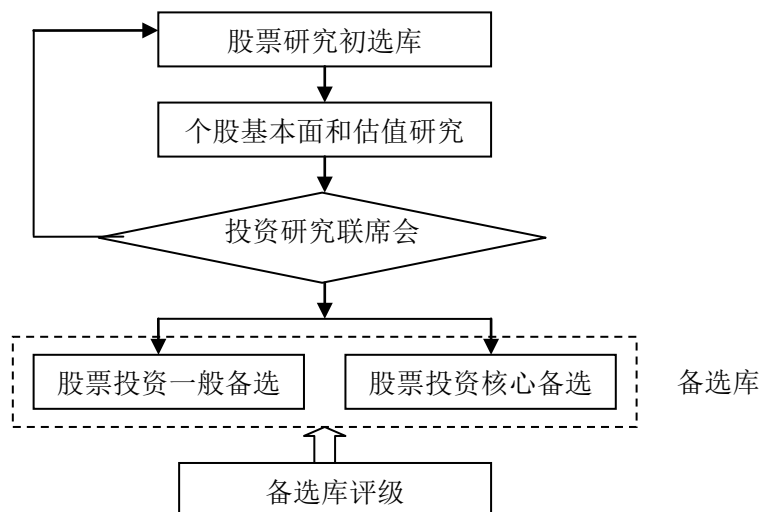 股票研究初选库
个股基本面和估值研究
投资研究联席会
股票投资一般备选
股票投资核心备选
备选库
备选库评级